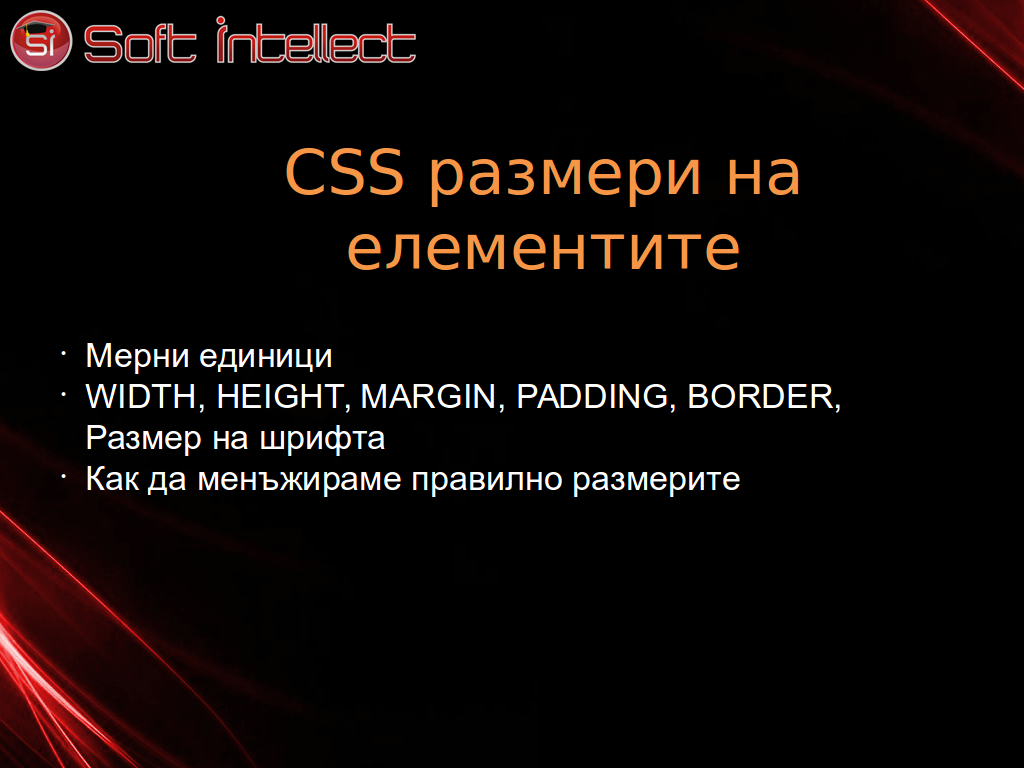 Si Soft Intellect
CSS размери на
елементите
· Мерни единици
· WIDTH, HEIGHT, MARGIN, PADDING, BORDER,
Размер на шрифта
· Как да менъжираме правилно размерите